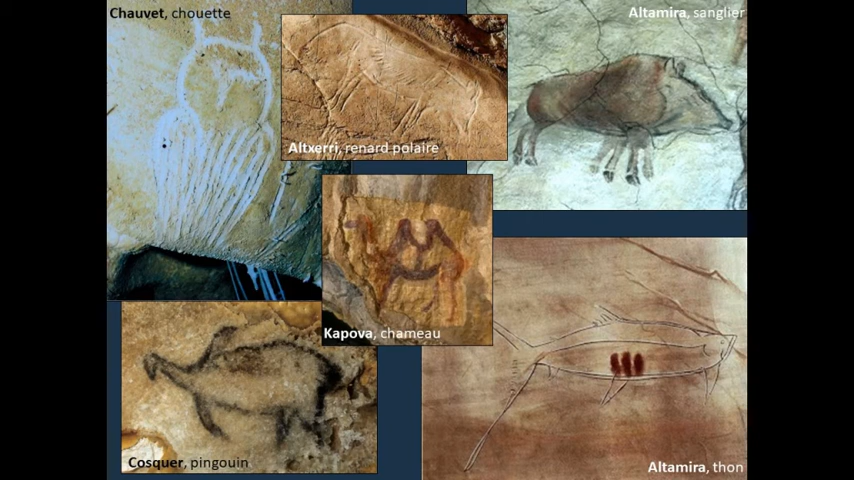 Chauvet, chouette
Altamira, sanglier
Altxerri, renard polaire
Kapova, chameau
Cosquer, pingouin
Altamira, thon